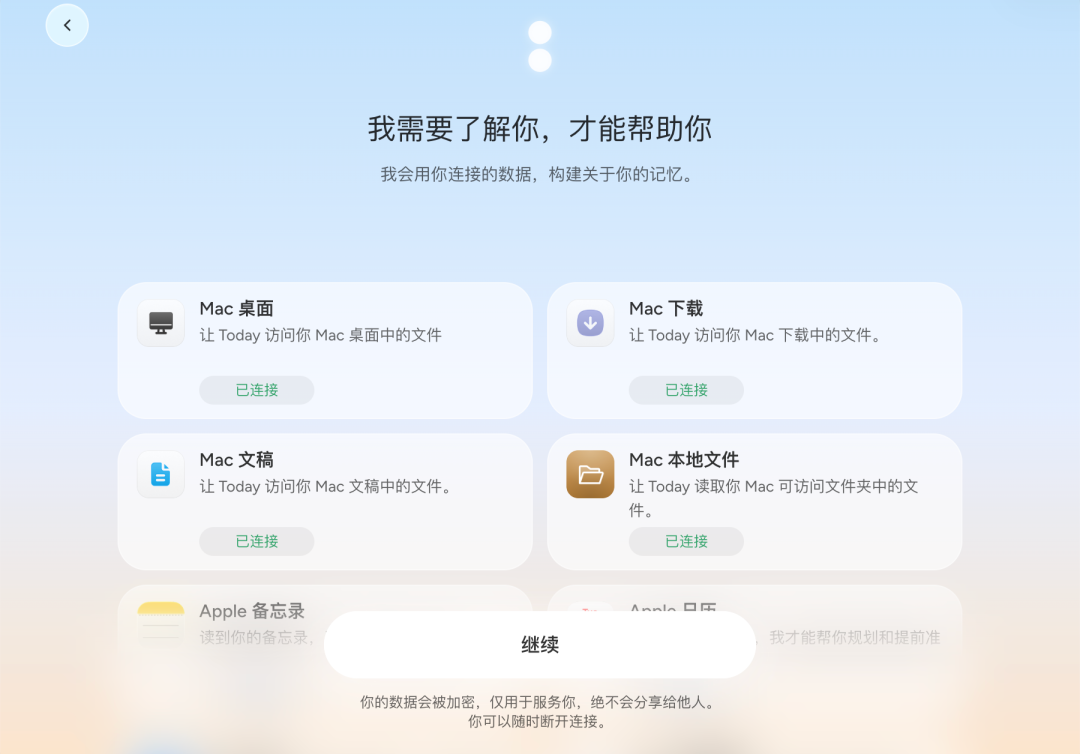 我需要了解你，才能帮助你
我会用你连接的数据，构建关于你的记忆。
Mac 桌面
让 Today 访问你 Mac 桌面中的文件
已连接
Mac 下载
让 Today 访问你 Mac 下载中的文件。
已连接
Mac 文稿
让 Today 访问你 Mac 文稿中的文件。
已连接
Mac 本地文件
让 Today 读取你 Mac 可访问文件夹中的文
件。
已连接
Apple 备忘录
读到你的备忘录，
Apple 日历
我才能帮你规划和提前准
继续
你的数据会被加密，仅用于服务你，绝不会分享给他人。
你可以随时断开连接。